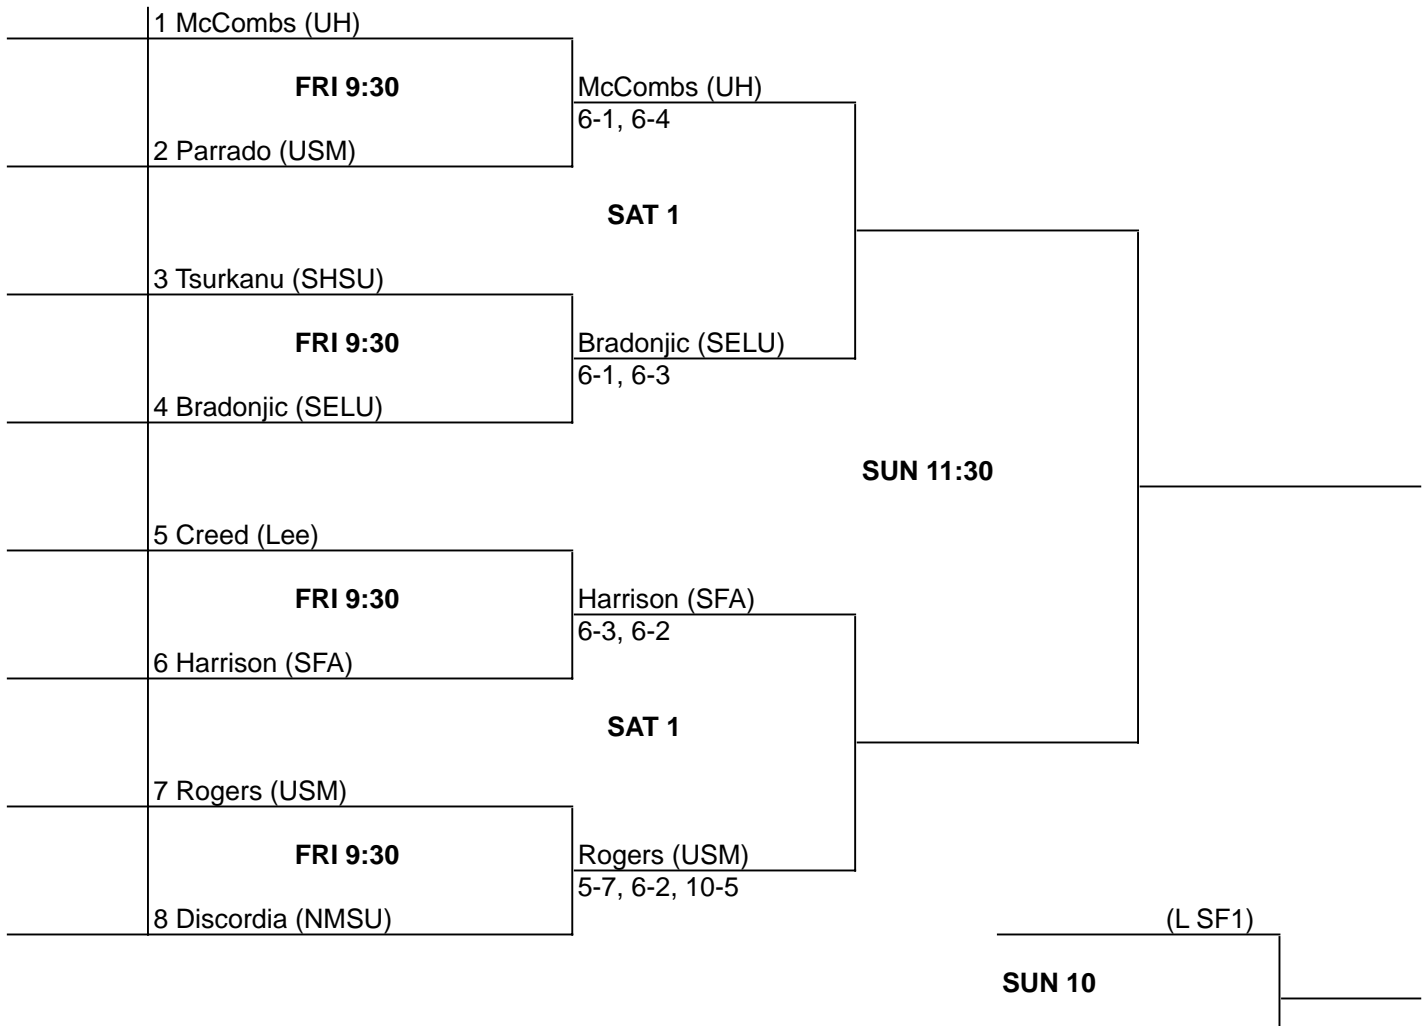 1 McCombs (UH)
FRI 9:30
McCombs (UH)
6-1, 6-4
2 Parrado (USM)
SAT 1
3 Tsurkanu (SHSU)
FRI 9:30
Bradonjic (SELU)
6-1, 6-3
4 Bradonjic (SELU)
SUN 11:30
5 Creed (Lee)
FRI 9:30
Harrison (SFA)
6-3, 6-2
6 Harrison (SFA)
SAT 1
7 Rogers (USM)
FRI 9:30
Rogers (USM)
5-7, 6-2, 10-5
8 Discordia (NMSU)
(L SF1)
SUN 10